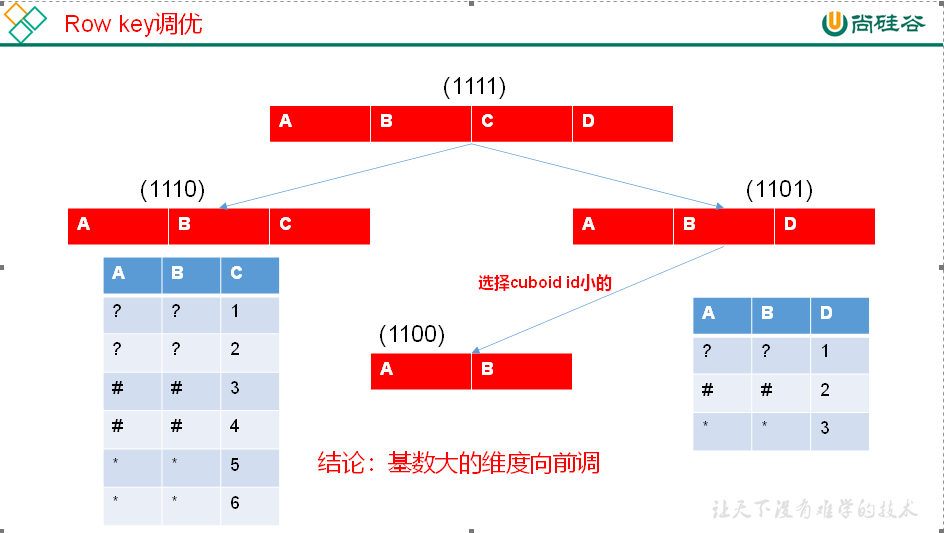 Row key调优
尚硅谷
(1111)
A B C D
(1110)
(1101)
A B C
A B D
选择cuboid id小的
A B C
? ? 1
? ? 2
# # 3
# # 4
* * 5
* * 6
(1100)
A B
A B D
? ? 1
# # 2
* * 3
结论：基数大的维度向前调
让天下没有难学的技术